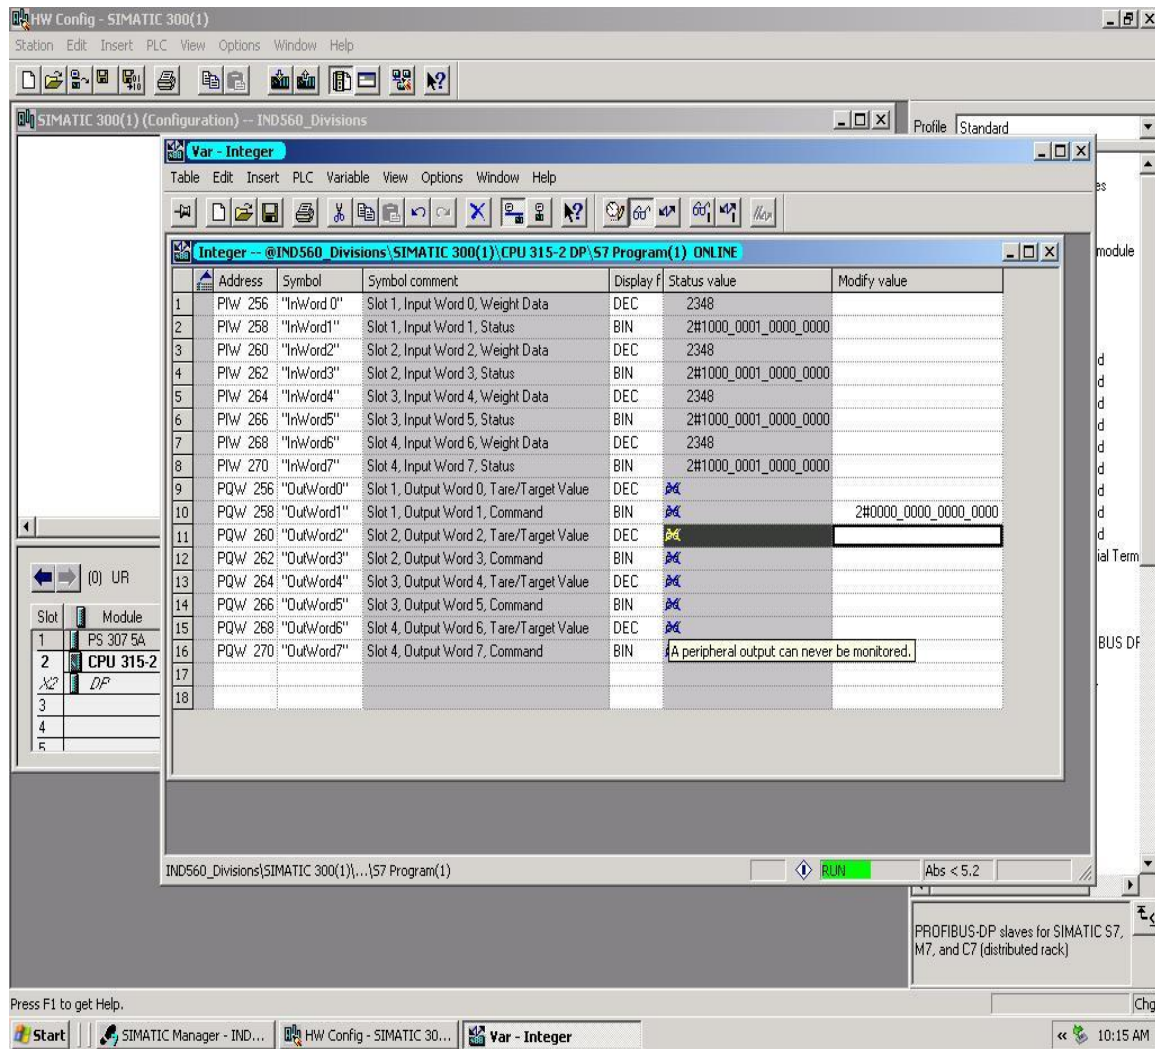 HW Config - SIMATIC 300(1)
Station Edit Insert PLC View Options Window Help
SIMATIC 300(1) (Configuration) -- IND560_Divisions
Profile Standard
Var - Integer
Table Edit Insert PLC Variable View Options Window Help
Integer -- @IND560_Divisions\SIMATIC 300(1)\CPU 315-2 DP\S7 Program(1) ONLINE
Address Symbol Symbol comment Display f Status value Modify value
1 PIW 256 "InWord 0" Slot 1, Input Word 0, Weight Data DEC 2348
2 PIW 258 "InWord1" Slot 1, Input Word 1, Status BIN 2#1000_0001_0000_0000
3 PIW 260 "InWord2" Slot 2, Input Word 2, Weight Data DEC 2348
4 PIW 262 "InWord3" Slot 2, Input Word 3, Status BIN 2#1000_0001_0000_0000
5 PIW 264 "InWord4" Slot 3, Input Word 4, Weight Data DEC 2348
6 PIW 266 "InWord5" Slot 3, Input Word 5, Status BIN 2#1000_0001_0000_0000
7 PIW 268 "InWord6" Slot 4, Input Word 6, Weight Data DEC 2348
8 PIW 270 "InWord7" Slot 4, Input Word 7, Status BIN 2#1000_0001_0000_0000
9 PQW 256 "OutWord0" Slot 1, Output Word 0, Tare/Target Value DEC
10 PQW 258 "OutWord1" Slot 1, Output Word 1, Command BIN 2#0000_0000_0000_0000
11 PQW 260 "OutWord2" Slot 2, Output Word 2, Tare/Target Value DEC
12 PQW 262 "OutWord3" Slot 2, Output Word 3, Command BIN
13 PQW 264 "OutWord4" Slot 3, Output Word 4, Tare/Target Value DEC
14 PQW 266 "OutWord5" Slot 3, Output Word 5, Command BIN
15 PQW 268 "OutWord6" Slot 4, Output Word 6, Tare/Target Value DEC
16 PQW 270 "OutWord7" Slot 4, Output Word 7, Command BIN
A peripheral output can never be monitored.
17
18
es
module
d
d
d
d
d
d
d
d
d
ial Term
BUS DP
(0) UR
Slot Module
1 PS 307 5A
2 CPU 315-2
X2 DP
3
4
5
IND560_Divisions\SIMATIC 300(1)\...\S7 Program(1) RUN Abs < 5.2
PROFIBUS-DP slaves for SIMATIC S7,
M7, and C7 (distributed rack)
Press F1 to get Help. Chg
Start SIMATIC Manager - IND... HW Config - SIMATIC 30... Var - Integer 10:15 AM